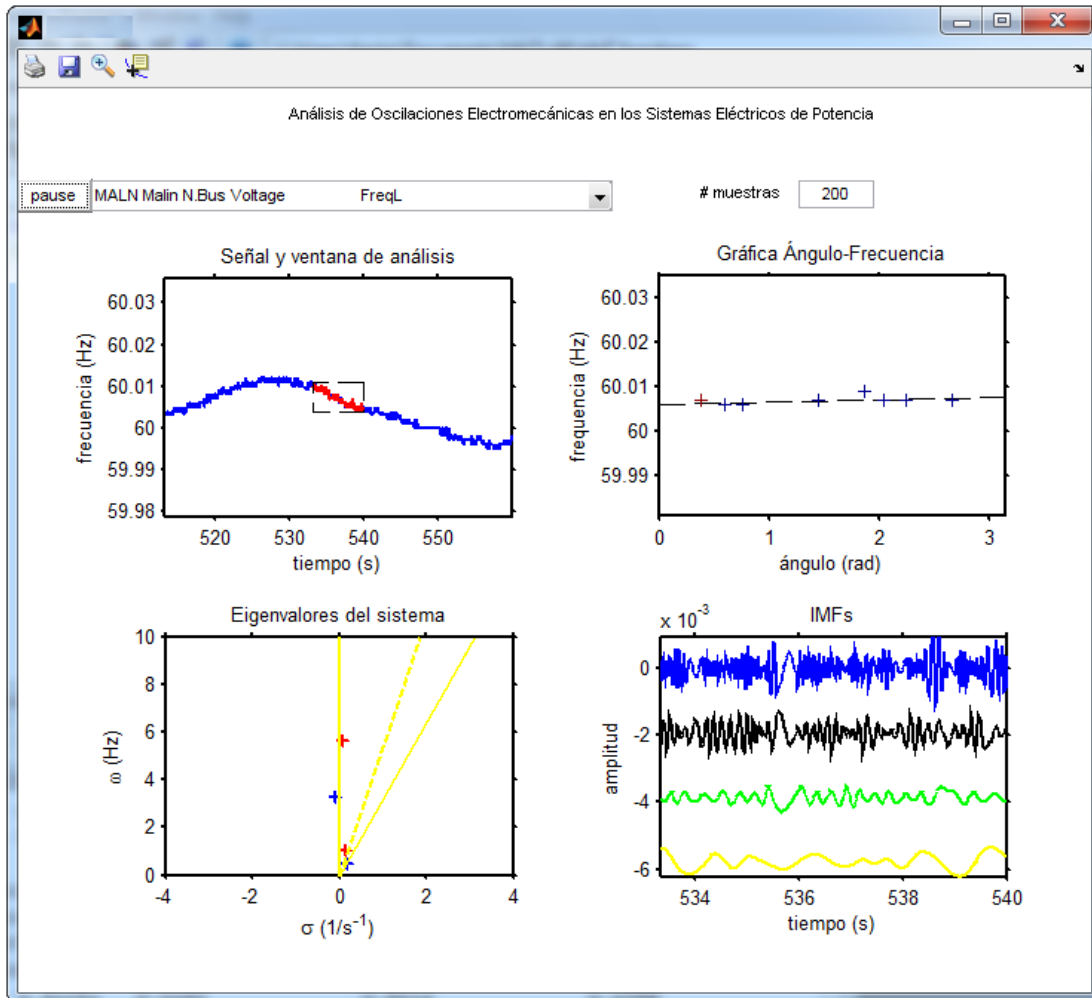 Análisis de Oscilaciones Electromecánicas en los Sistemas Eléctricos de Potencia
pause
MALN Malin N.Bus Voltage FreqL
# muestras 200
Señal y ventana de análisis
60.03
60.02
60.01
60
59.99
59.98
frecuencia (Hz)
520 530 540 550
tiempo (s)
Gráfica Ángulo-Frecuencia
60.03
60.02
60.01
60
59.99
frequencia (Hz)
0 1 2 3
ángulo (rad)
Eigenvalores del sistema
10
8
6
4
2
0
ω (Hz)
-4 -2 0 2 4
σ (1/s⁻¹)
IMFs
x 10⁻³
0
-2
-4
-6
amplitud
534 536 538 540
tiempo (s)